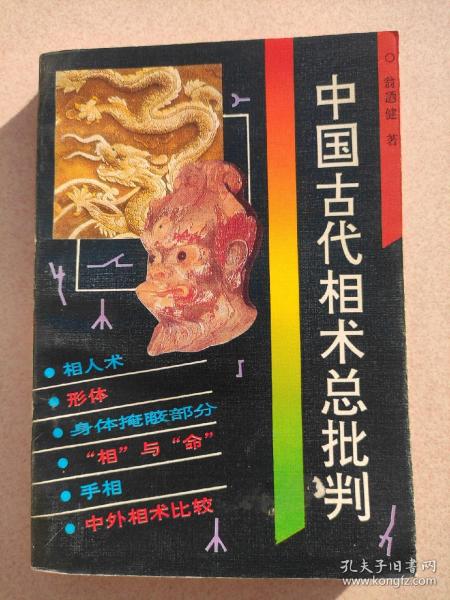 中国古代相术总批判
翁遒健 著
相人术
形体
身体掩蔽部分
“相”与“命”
手相
中外相术比较
孔夫子旧书网
www.kongfz.com